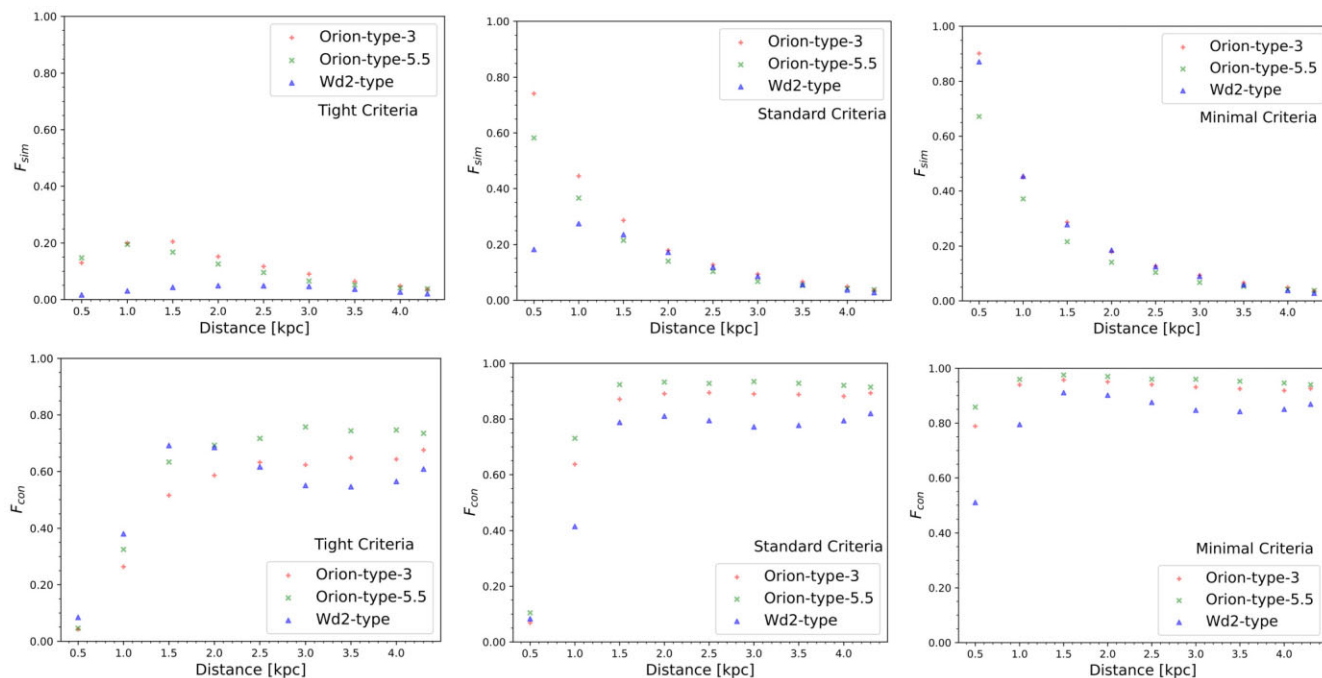 1.00
0.80
0.60
0.40
0.20
0.00
F_sim
Orion-type-3
Orion-type-5.5
Wd2-type
Tight Criteria
0.5 1.0 1.5 2.0 2.5 3.0 3.5 4.0
Distance [kpc]
1.00
0.80
0.60
0.40
0.20
0.00
F_sim
Orion-type-3
Orion-type-5.5
Wd2-type
Standard Criteria
0.5 1.0 1.5 2.0 2.5 3.0 3.5 4.0
Distance [kpc]
1.00
0.80
0.60
0.40
0.20
0.00
F_sim
Orion-type-3
Orion-type-5.5
Wd2-type
Minimal Criteria
0.5 1.0 1.5 2.0 2.5 3.0 3.5 4.0
Distance [kpc]
1.00
0.80
0.60
0.40
0.20
0.00
F_con
Tight Criteria
Orion-type-3
Orion-type-5.5
Wd2-type
0.5 1.0 1.5 2.0 2.5 3.0 3.5 4.0
Distance [kpc]
1.00
0.80
0.60
0.40
0.20
0.00
F_con
Standard Criteria
Orion-type-3
Orion-type-5.5
Wd2-type
0.5 1.0 1.5 2.0 2.5 3.0 3.5 4.0
Distance [kpc]
1.00
0.80
0.60
0.40
0.20
0.00
F_con
Minimal Criteria
Orion-type-3
Orion-type-5.5
Wd2-type
0.5 1.0 1.5 2.0 2.5 3.0 3.5 4.0
Distance [kpc]